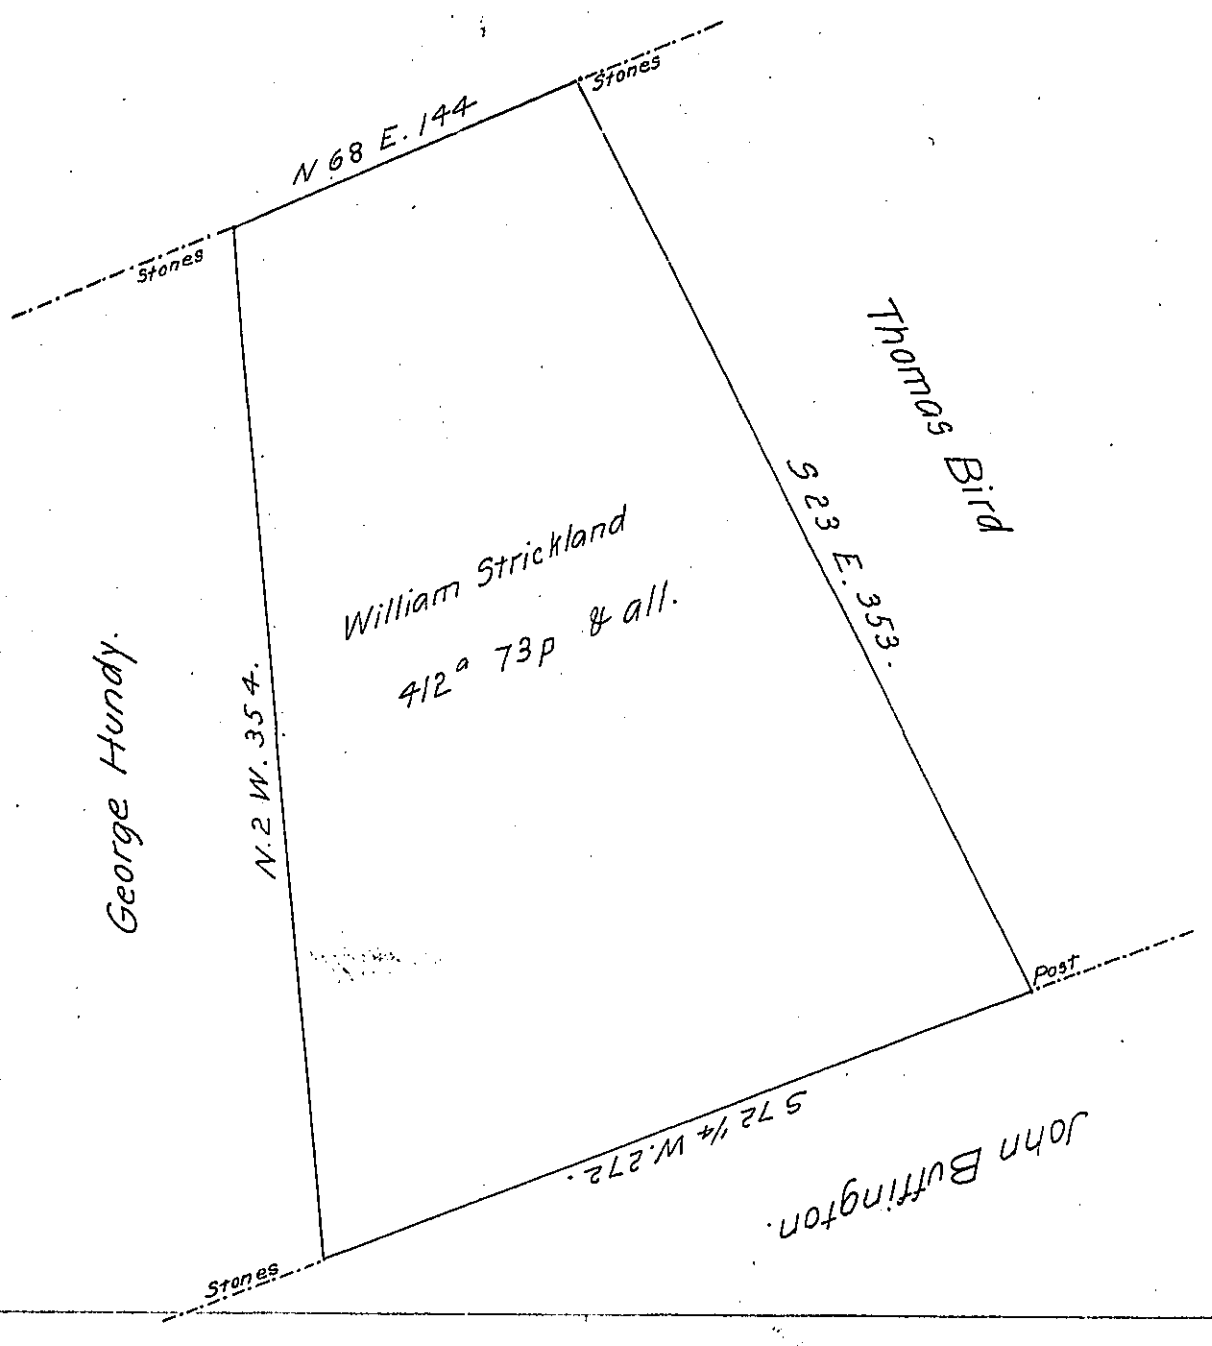 Stones
N 68 E. 144
Stones
Thomas Bird
S 23 E. 353.
William Strickland
412a 73p & all.
George Hundy.
N. 2 W. 354.
Post
S 72 1/4 W. 272.
John Buffington.
Stones